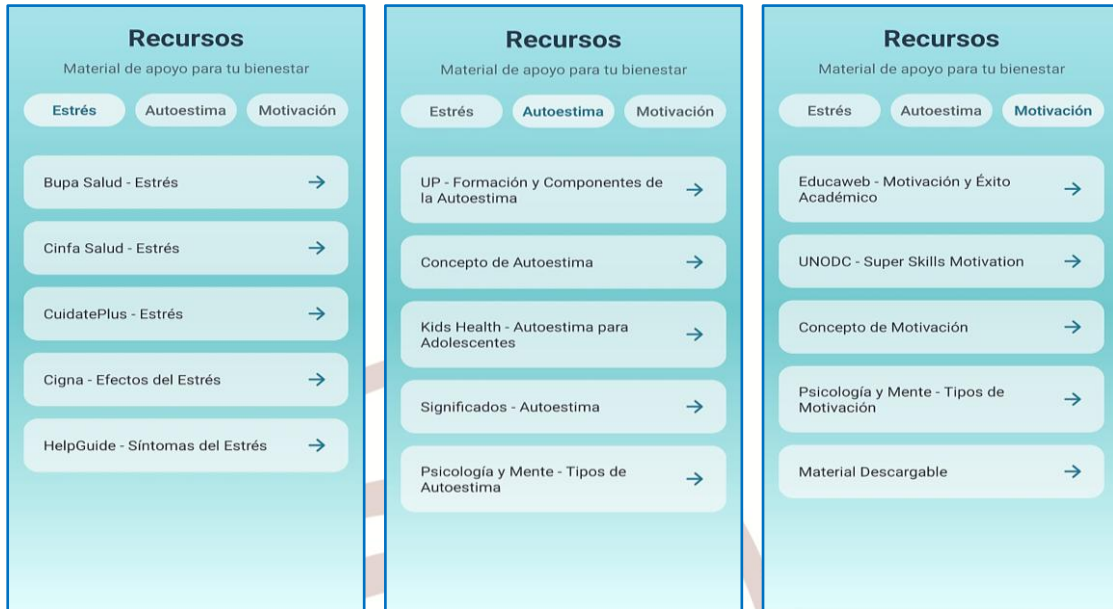 Recursos
Material de apoyo para tu bienestar
Estrés Autoestima Motivación
Bupa Salud - Estrés
Cinfa Salud - Estrés
CuidatePlus - Estrés
Cigna - Efectos del Estrés
HelpGuide - Síntomas del Estrés
Recursos
Material de apoyo para tu bienestar
Estrés Autoestima Motivación
UP - Formación y Componentes de
la Autoestima
Concepto de Autoestima
Kids Health - Autoestima para
Adolescentes
Significados - Autoestima
Psicología y Mente - Tipos de
Autoestima
Recursos
Material de apoyo para tu bienestar
Estrés Autoestima Motivación
Educaweb - Motivación y Éxito
Académico
UNODC - Super Skills Motivation
Concepto de Motivación
Psicología y Mente - Tipos de
Motivación
Material Descargable